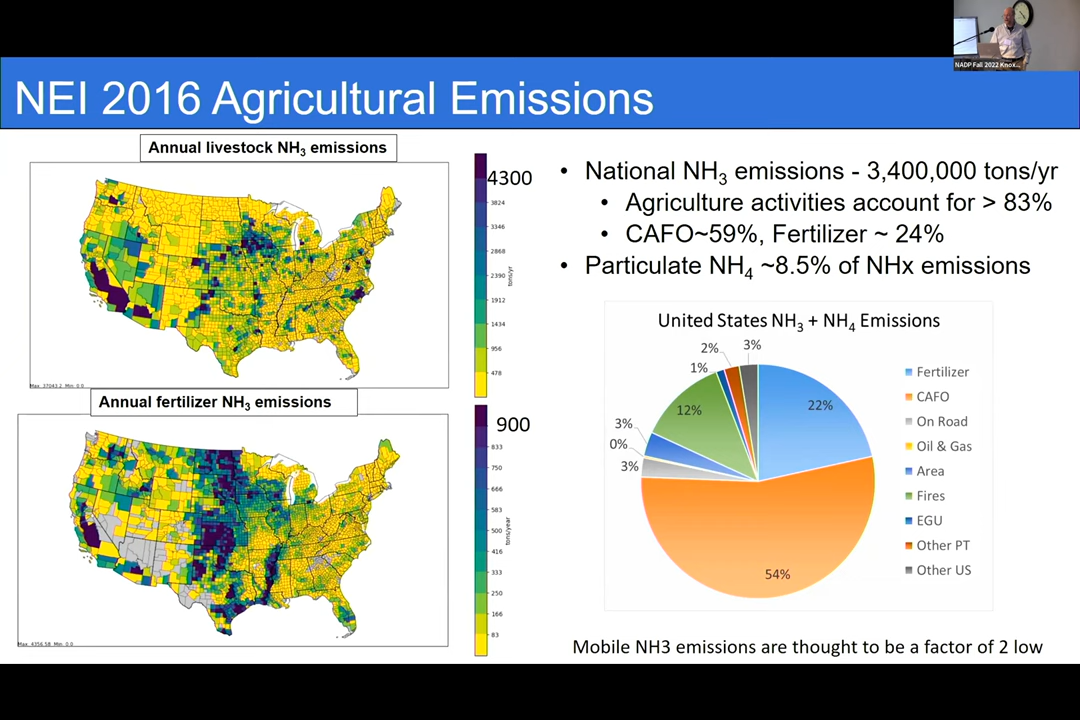 NADP Fall 2022 Knox...
NEI 2016 Agricultural Emissions
Annual livestock NH3 emissions
4300
3824
3346
2868
2390
1912
1434
956
478
tons/yr
Max: 37043.2 Min: 0.0
Annual fertilizer NH3 emissions
900
833
750
666
583
500
416
333
250
166
83
tons/year
Max: 4356.58 Min: 0.0
• National NH3 emissions - 3,400,000 tons/yr
• Agriculture activities account for > 83%
• CAFO~59%, Fertilizer ~ 24%
• Particulate NH4 ~8.5% of NHx emissions
United States NH3 + NH4 Emissions
2%
3%
1%
12%
22%
3%
0%
3%
54%
Fertilizer
CAFO
On Road
Oil & Gas
Area
Fires
EGU
Other PT
Other US
Mobile NH3 emissions are thought to be a factor of 2 low